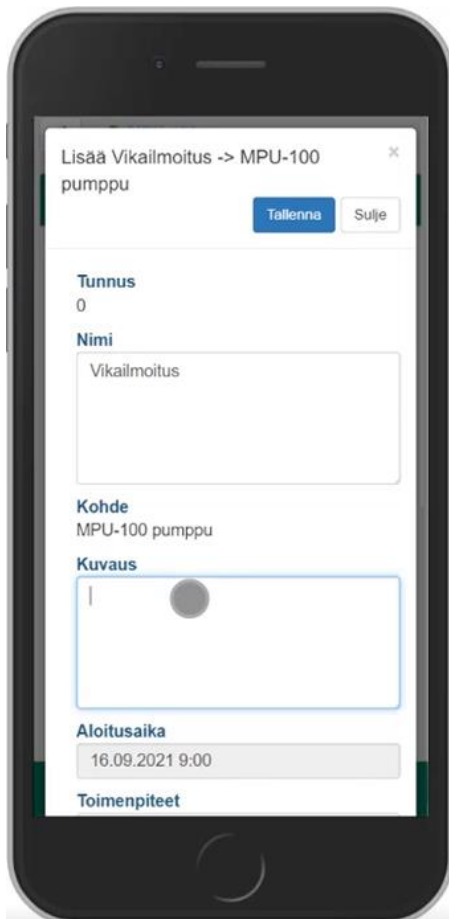 Lisää Vikailmoitus -> MPU-100
pumppu
×
Tallenna
Sulje
Tunnus
0
Nimi
Vikailmoitus
Kohde
MPU-100 pumppu
Kuvaus
Aloitusaika
16.09.2021 9:00
Toimenpiteet